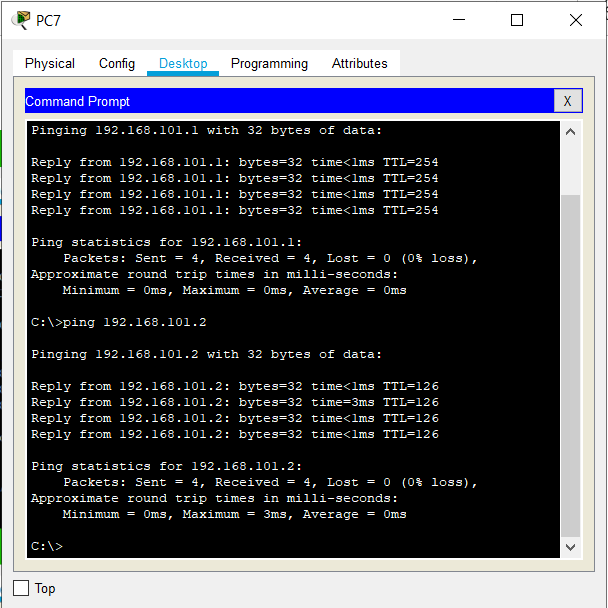 PC7
Physical Config Desktop Programming Attributes
Command Prompt X
Pinging 192.168.101.1 with 32 bytes of data:
Reply from 192.168.101.1: bytes=32 time<1ms TTL=254
Reply from 192.168.101.1: bytes=32 time<1ms TTL=254
Reply from 192.168.101.1: bytes=32 time<1ms TTL=254
Reply from 192.168.101.1: bytes=32 time<1ms TTL=254
Ping statistics for 192.168.101.1:
Packets: Sent = 4, Received = 4, Lost = 0 (0% loss),
Approximate round trip times in milli-seconds:
Minimum = 0ms, Maximum = 0ms, Average = 0ms
C:\>ping 192.168.101.2
Pinging 192.168.101.2 with 32 bytes of data:
Reply from 192.168.101.2: bytes=32 time<1ms TTL=126
Reply from 192.168.101.2: bytes=32 time=3ms TTL=126
Reply from 192.168.101.2: bytes=32 time<1ms TTL=126
Reply from 192.168.101.2: bytes=32 time<1ms TTL=126
Ping statistics for 192.168.101.2:
Packets: Sent = 4, Received = 4, Lost = 0 (0% loss),
Approximate round trip times in milli-seconds:
Minimum = 0ms, Maximum = 3ms, Average = 0ms
C:\>
Top